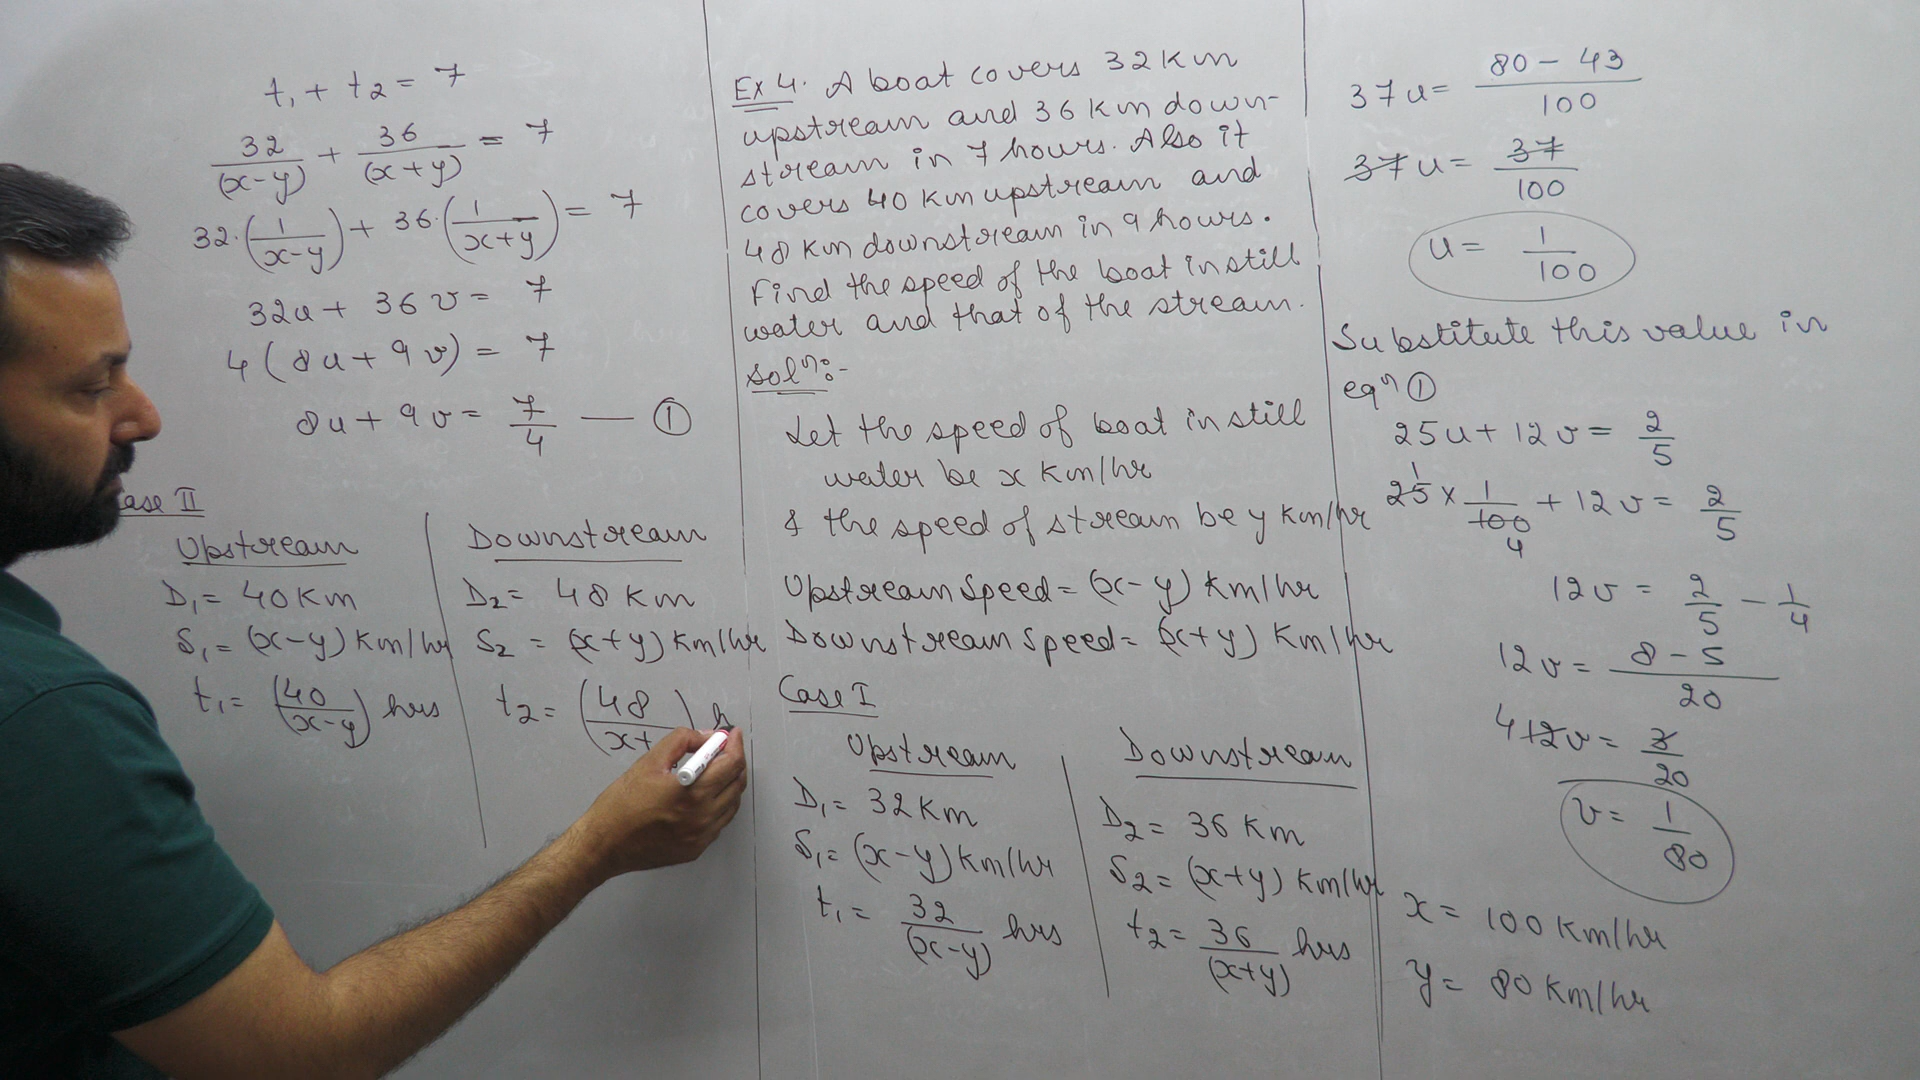 t₁ + t₂ = 7
32/(x-y) + 36/(x+y) = 7
32·(1/x-y) + 36·(1/x+y) = 7
32u + 36v = 7
4(8u + 9v) = 7
8u + 9v = 7/4 — ①
ase II
Upstream
D₁ = 40 Km
S₁ = (x-y) Km/hr
t₁ = (40/x-y) hrs
Downstream
D₂ = 48 Km
S₂ = (x+y) Km/hr
t₂ = (48/x+ ) h
Ex 4. A boat covers 32 Km
upstream and 36 Km down-
stream in 7 hours. Also it
covers 40 Km upstream and
48 Km downstream in 9 hours.
Find the speed of the boat in still
water and that of the stream.
Solⁿ:-
Let the speed of boat in still
water be x Km/hr
& the speed of stream be y Km/hr
Upstream Speed = (x-y) Km/hr
Downstream Speed = (x+y) Km/hr
Case I
Upstream
D₁ = 32 Km
S₁ = (x-y) Km/hr
t₁ = 32/(x-y) hrs
Downstream
D₂ = 36 Km
S₂ = (x+y) Km/hr
t₂ = 36/(x+y) hrs
37u = 80 - 43/100
37u = 37/100
u = 1/100
Substitute this value in
eqⁿ ①
25u + 12v = 2/5
1
25 × 1/100 + 12v = 2/5
4
12v = 2/5 - 1/4
12v = 8 - 5/20
4 12v = 3/20
v = 1/80
x = 100 Km/hr
y = 80 Km/hr